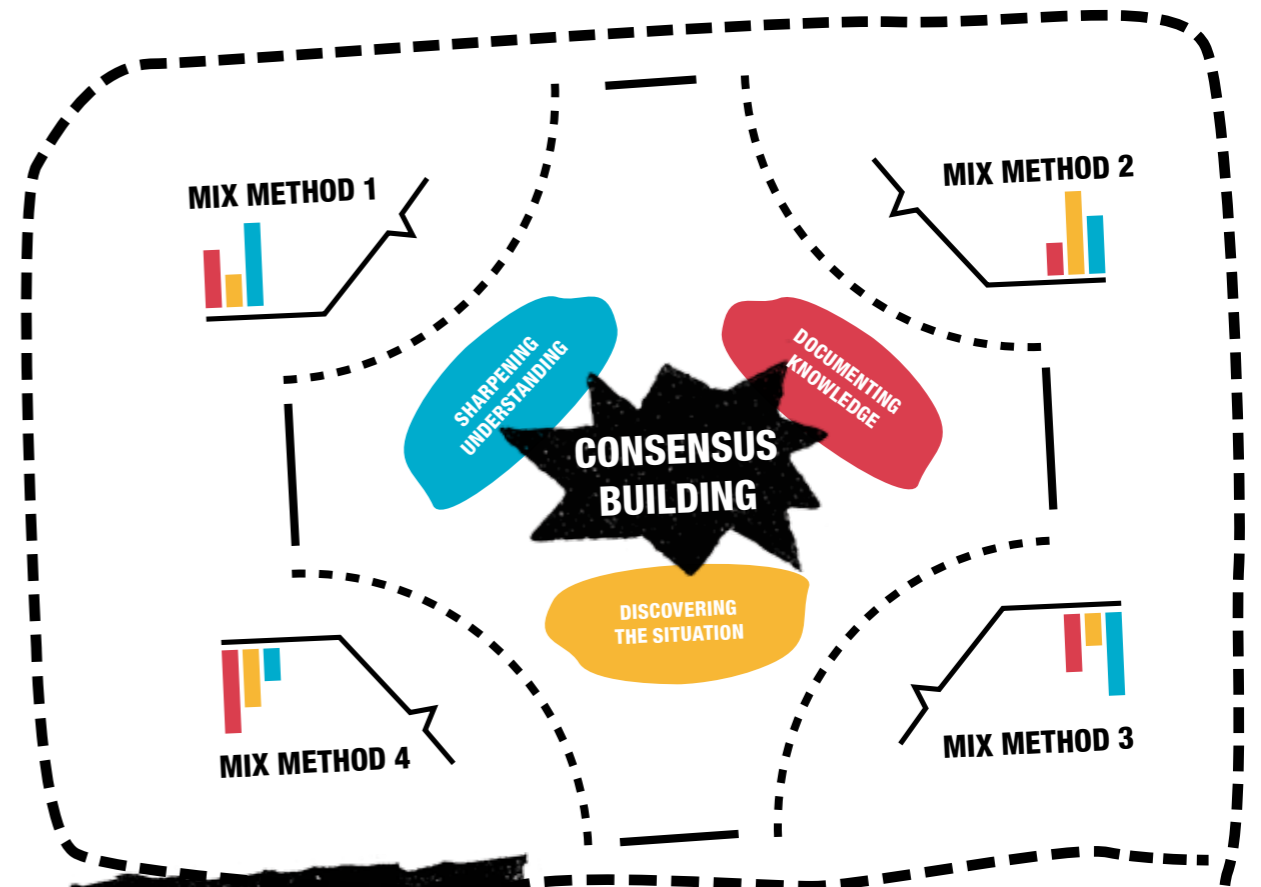 MIX METHOD 1
MIX METHOD 2
SHARPENING
UNDERSTANDING
DOCUMENTING
KNOWLEDGE
CONSENSUS
BUILDING
DISCOVERING
THE SITUATION
MIX METHOD 4
MIX METHOD 3